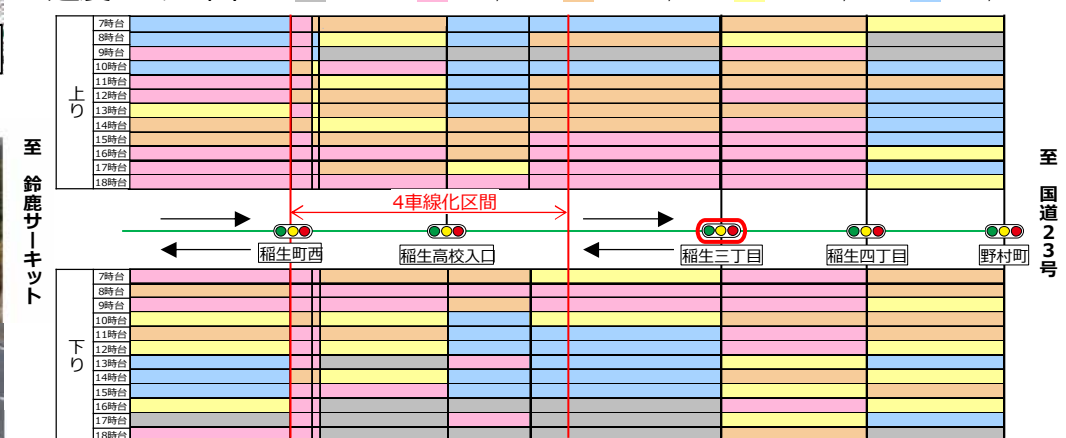 7時台
8時台
9時台
10時台
11時台
12時台
13時台
14時台
15時台
16時台
17時台
18時台
上り
至 鈴鹿サーキット
至 国道23号
4車線化区間
稲生町西
稲生高校入口
稲生三丁目
稲生四丁目
野村町
7時台
8時台
9時台
10時台
11時台
12時台
13時台
14時台
15時台
16時台
17時台
18時台
下り